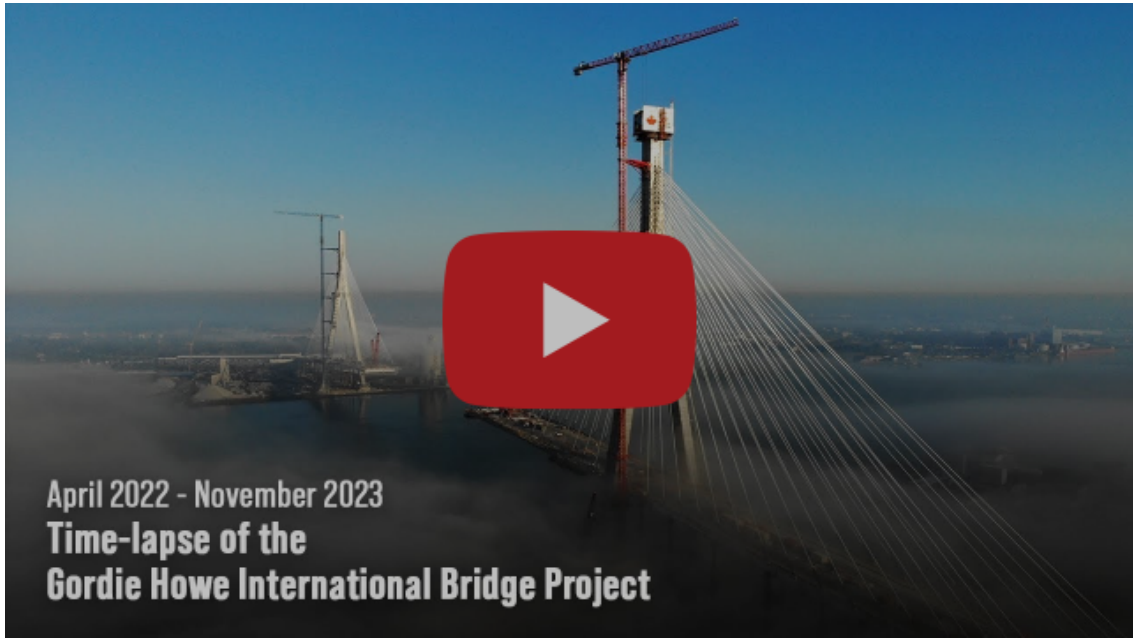 April 2022 - November 2023
Time-lapse of the
Gordie Howe International Bridge Project